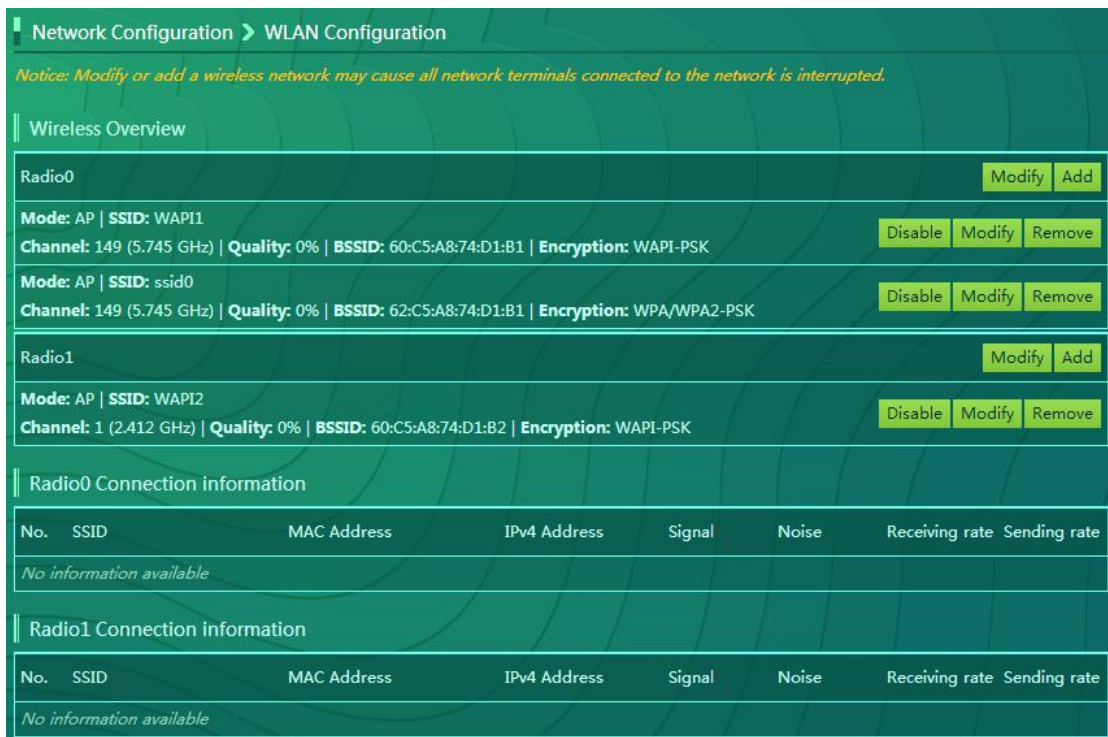 Network Configuration > WLAN Configuration
Notice: Modify or add a wireless network may cause all network terminals connected to the network is interrupted.
Wireless Overview
Radio0 Modify Add
Mode: AP | SSID: WAPI1
Channel: 149 (5.745 GHz) | Quality: 0% | BSSID: 60:C5:A8:74:D1:B1 | Encryption: WAPI-PSK
Disable Modify Remove
Mode: AP | SSID: ssid0
Channel: 149 (5.745 GHz) | Quality: 0% | BSSID: 62:C5:A8:74:D1:B1 | Encryption: WPA/WPA2-PSK
Disable Modify Remove
Radio1 Modify Add
Mode: AP | SSID: WAPI2
Channel: 1 (2.412 GHz) | Quality: 0% | BSSID: 60:C5:A8:74:D1:B2 | Encryption: WAPI-PSK
Disable Modify Remove
Radio0 Connection information
No. SSID MAC Address IPv4 Address Signal Noise Receiving rate Sending rate
No information available
Radio1 Connection information
No. SSID MAC Address IPv4 Address Signal Noise Receiving rate Sending rate
No information available